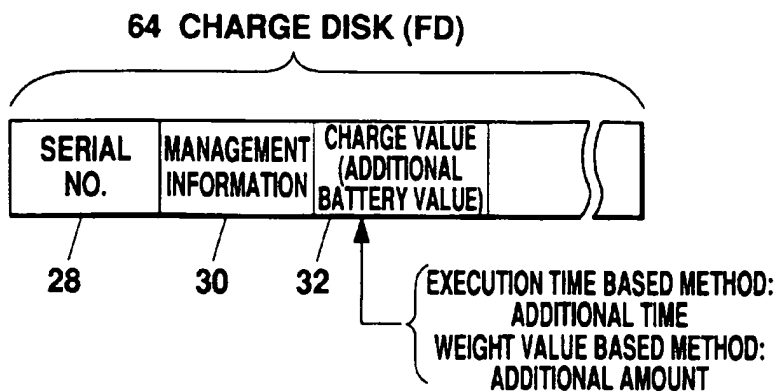 64 CHARGE DISK (FD)
SERIAL
NO.
MANAGEMENT
INFORMATION
CHARGE VALUE
(ADDITIONAL
BATTERY VALUE)
28
30
32
EXECUTION TIME BASED METHOD:
ADDITIONAL TIME
WEIGHT VALUE BASED METHOD:
ADDITIONAL AMOUNT